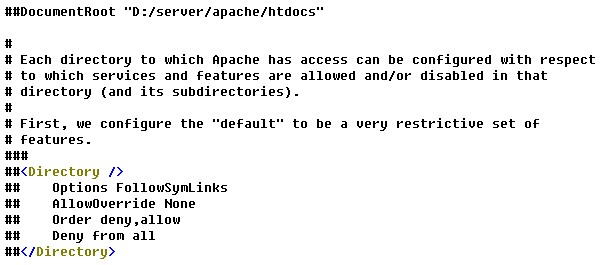 ##DocumentRoot "D:/server/apache/htdocs"
#
# Each directory to which Apache has access can be configured with respect
# to which services and features are allowed and/or disabled in that
# directory (and its subdirectories).
#
# First, we configure the "default" to be a very restrictive set of
# features.
###
##<Directory />
##    Options FollowSymLinks
##    AllowOverride None
##    Order deny,allow
##    Deny from all
##</Directory>